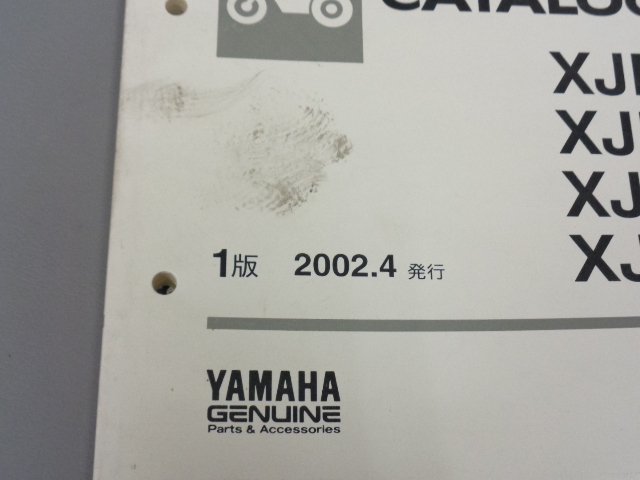 XJ
XJ
XJ
XJ
1版 2002.4 発行
YAMAHA
GENUINE
Parts & Accessories